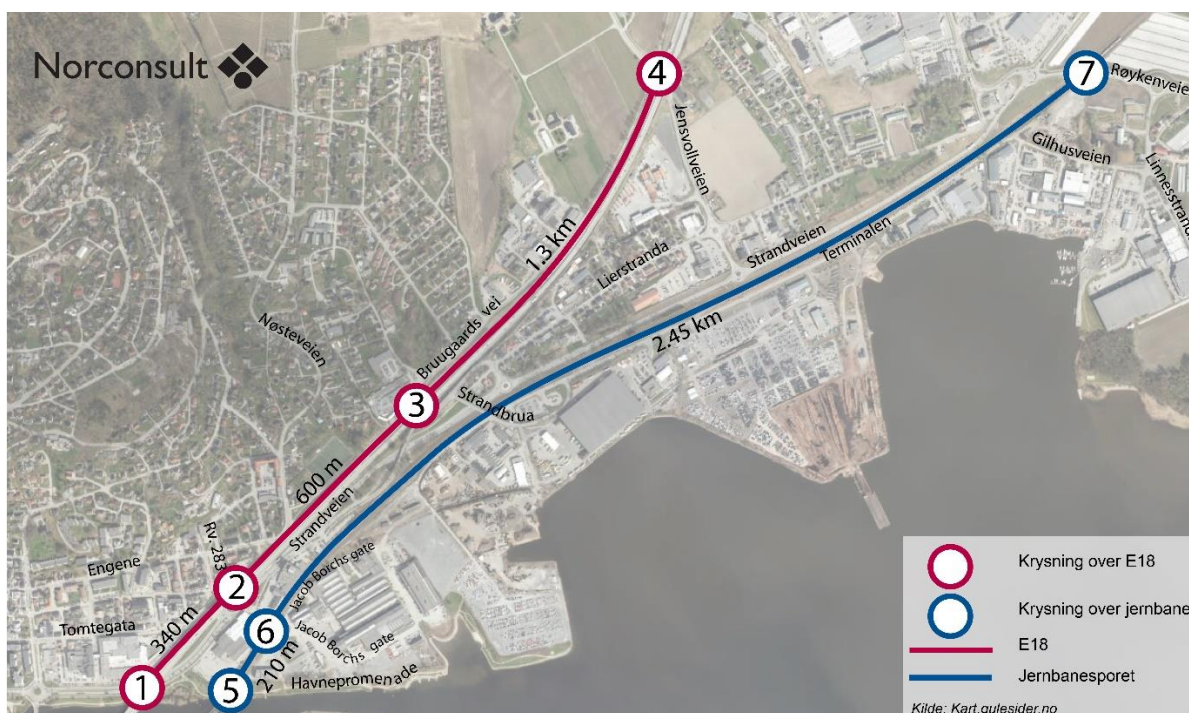 Norconsult
4
7
Røykenveie
Jensvollveien
Gilhusveien
Linnesstrand
1.3 km
Strandveien
Terminalen
Lierstranda
Bruugaards vei
2.45 km
Nøsteveien
3
Strandbrua
600 m
Strandveien
Rv. 283
Engene
2
Jacob Borchs gate
Tomtegata
340 m
6
Jacob Borchs gate
210 m
Havnepromenade
1
5
Krysning over E18
Krysning over jernbane
E18
Jernbanesporet
Kilde: Kart.gulesider.no